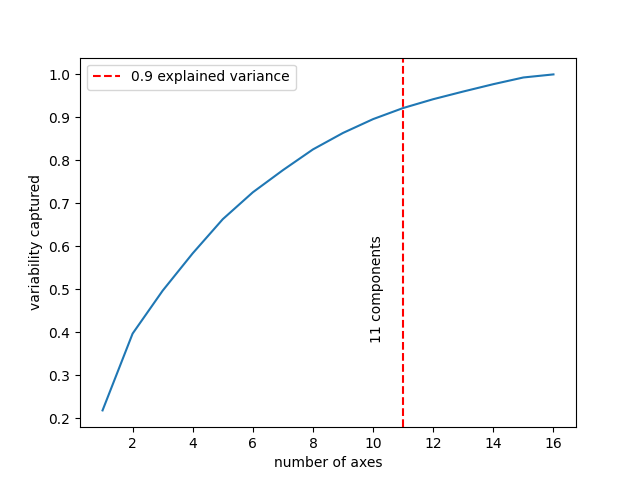 0.9 explained variance
variability captured
1.0
0.9
0.8
0.7
0.6
0.5
0.4
0.3
0.2
11 components
2 4 6 8 10 12 14 16
number of axes